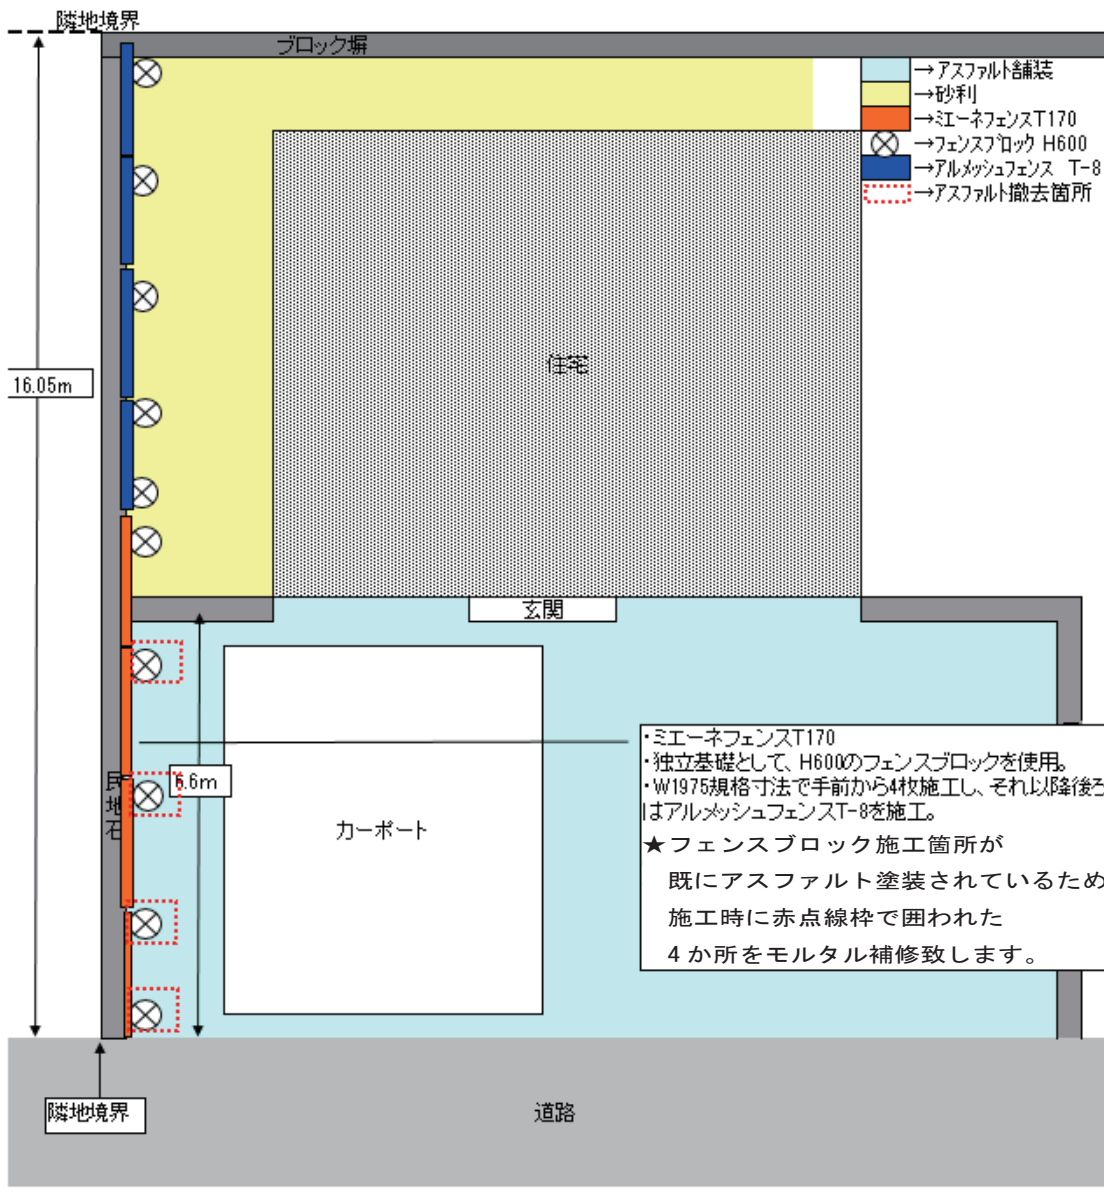 隣地境界
ブロック塀
→アスファルト舗装
→砂利
→ミエーネフェンスT170
→フェンスブロック H600
→アルメッシュフェンス T-8
→アスファルト撤去箇所
16.05m
住宅
玄関
・ミエーネフェンスT170
・独立基礎として、H600のフェンスブロックを使用。
・W1975規格寸法で手前から4枚施工し、それ以降後ろ
はアルメッシュフェンスT-8を施工。
★フェンスブロック施工箇所が
既にアスファルト塗装されているため
施工時に赤点線枠で囲われた
4か所をモルタル補修致します。
民地石
6.6m
カーポート
隣地境界
道路